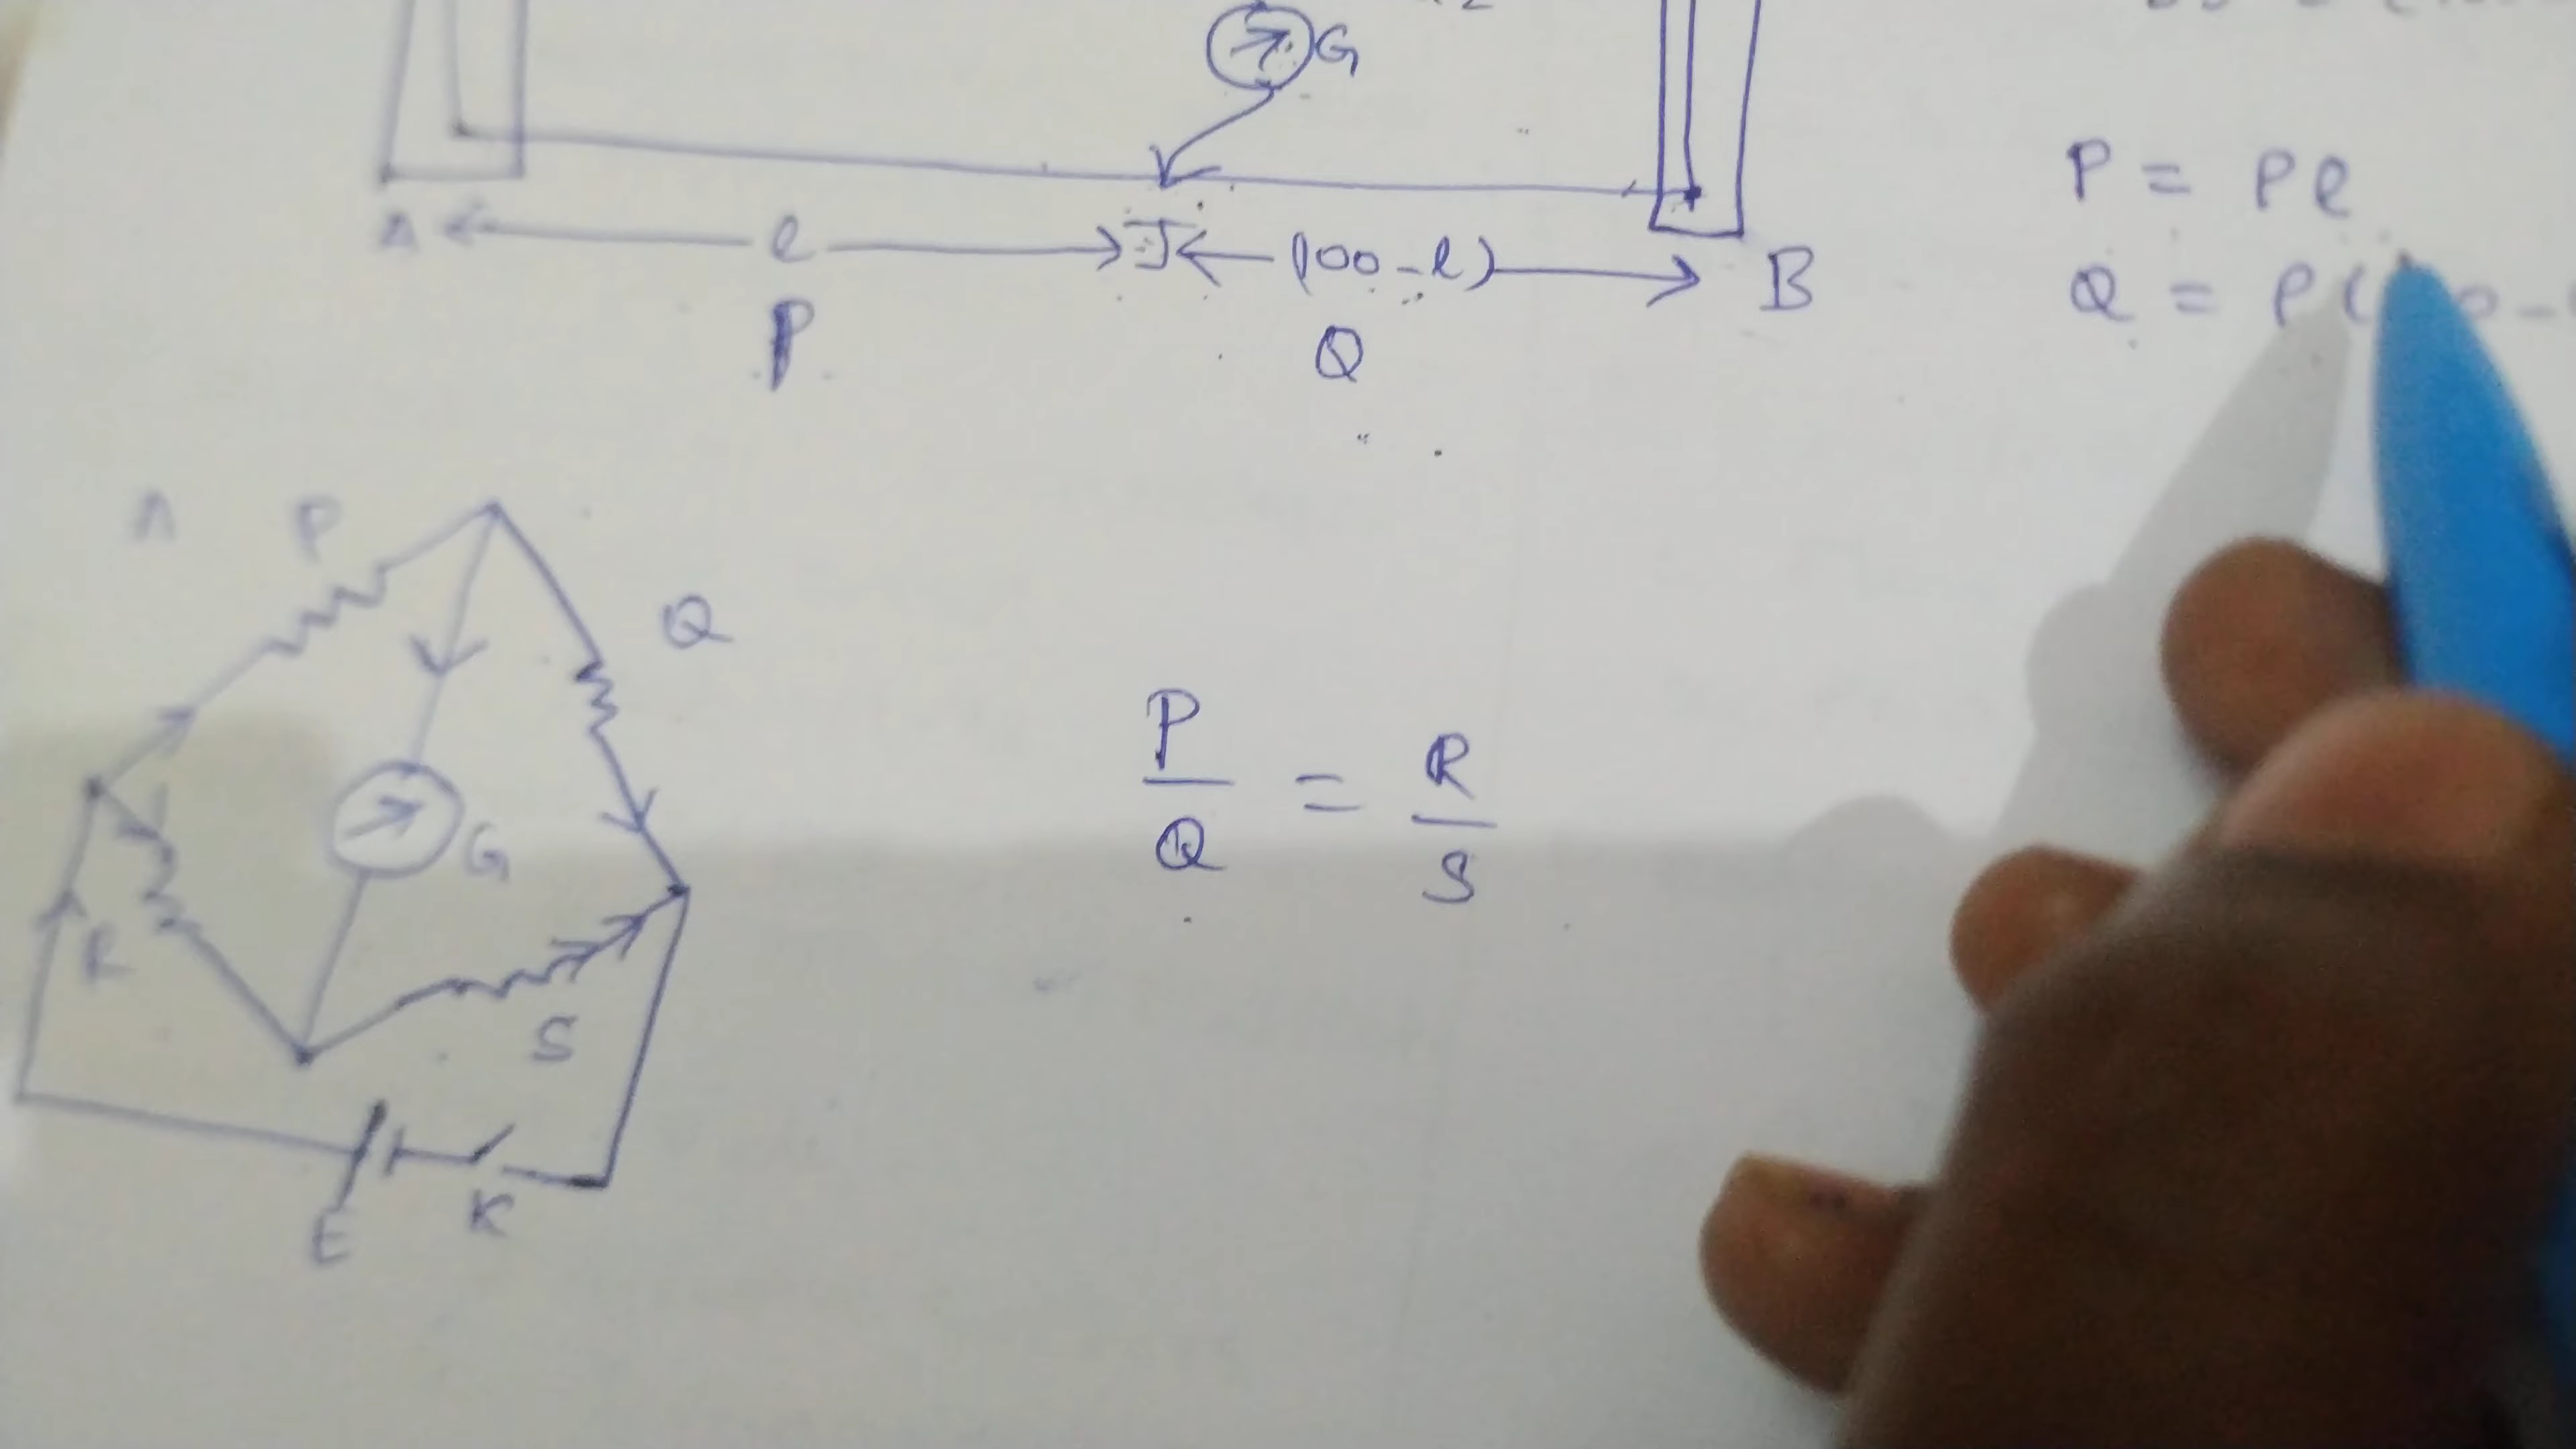 G
P = ρl
A l J (100-l) B
Q = ρ(
P Q
P
Q
P
Q
=
R
S
G
R
S
E K